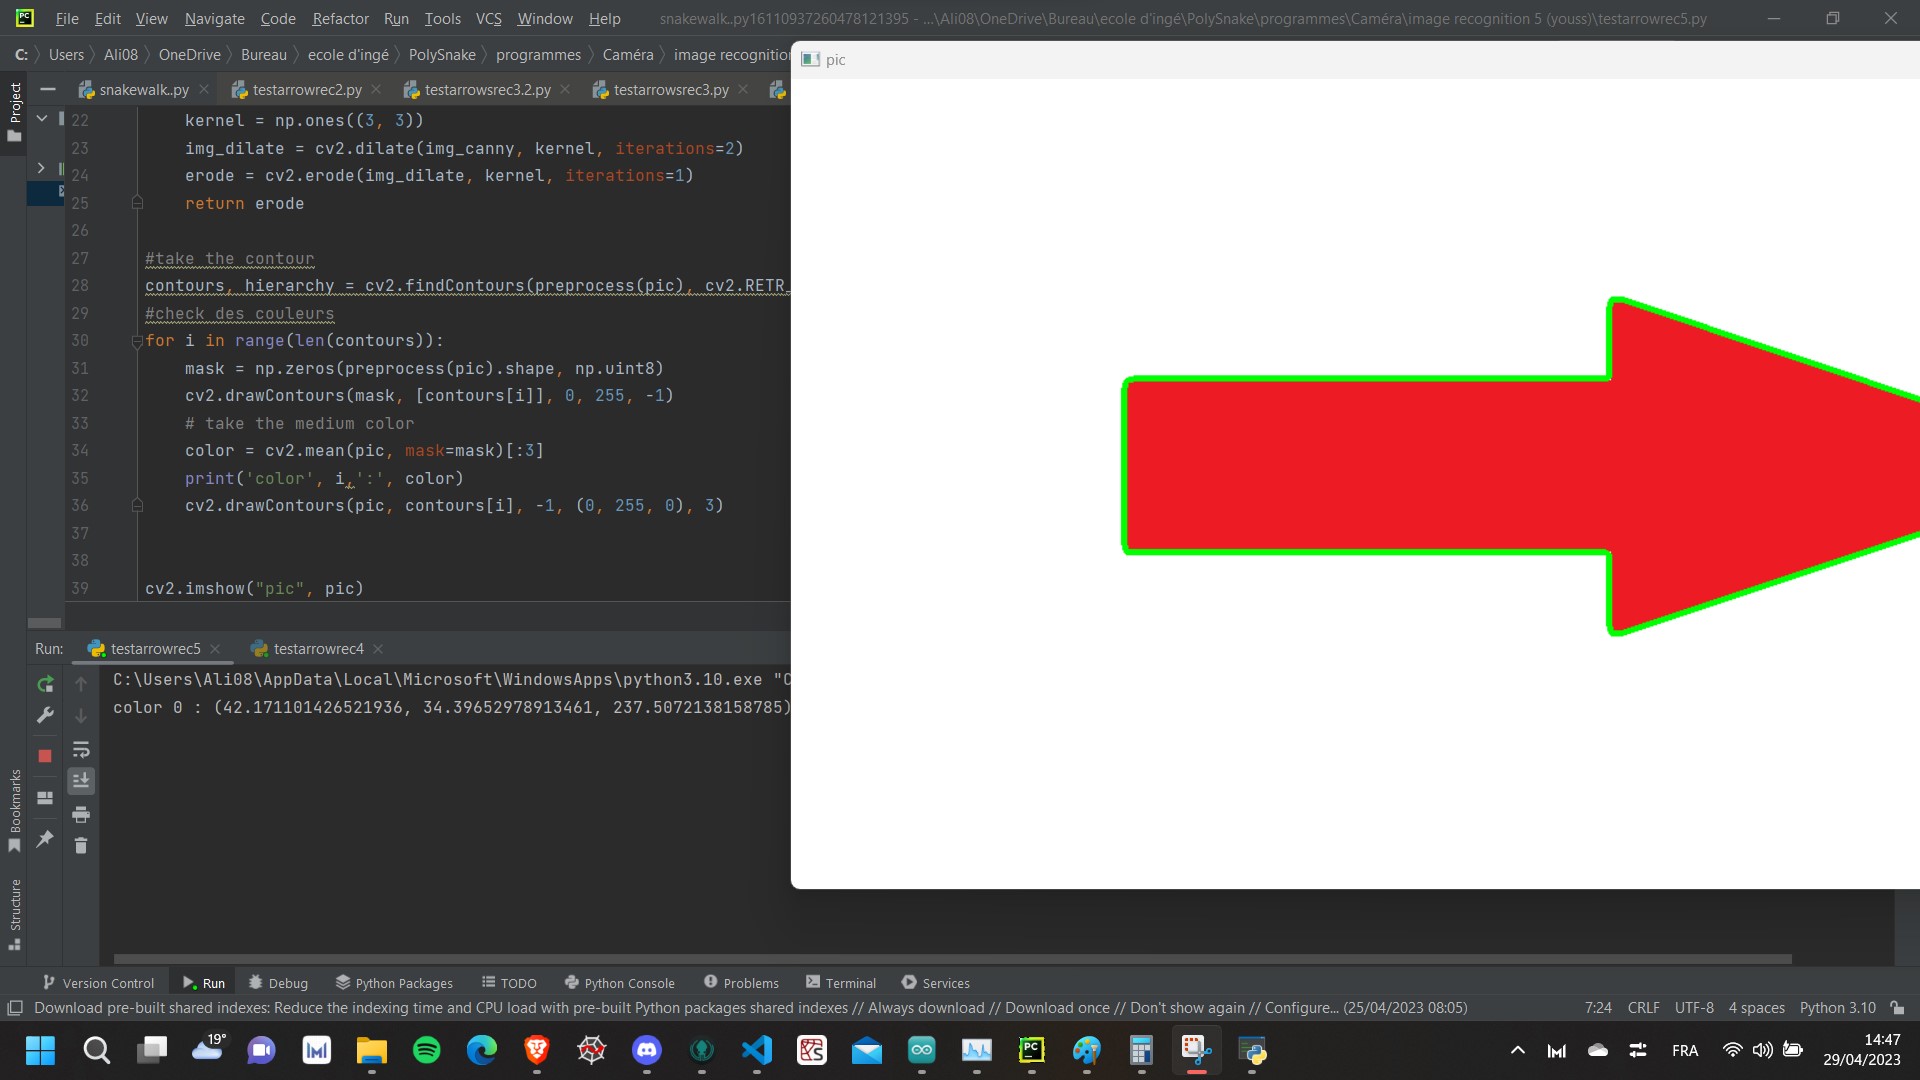 File Edit View Navigate Code Refactor Run Tools VCS Window Help snakewalk..py16110937260478121395 - ...\Ali08\OneDrive\Bureau\ecole d'ingé\PolySnake\programmes\Caméra\image recognition 5 (youss)\testarrowrec5.py
C: Users Ali08 OneDrive Bureau ecole d'ingé PolySnake programmes Caméra image recognitio
pic
Project
snakewalk..py testarrowrec2.py testarrowsrec3.2.py testarrowsrec3.py
22 kernel = np.ones((3, 3))
23 img_dilate = cv2.dilate(img_canny, kernel, iterations=2)
24 erode = cv2.erode(img_dilate, kernel, iterations=1)
25 return erode
26
27 #take the contour
28 contours, hierarchy = cv2.findContours(preprocess(pic), cv2.RETR_
29 #check des couleurs
30 for i in range(len(contours)):
31 mask = np.zeros(preprocess(pic).shape, np.uint8)
32 cv2.drawContours(mask, [contours[i]], 0, 255, -1)
33 # take the medium color
34 color = cv2.mean(pic, mask=mask)[:3]
35 print('color', i,':', color)
36 cv2.drawContours(pic, contours[i], -1, (0, 255, 0), 3)
37
38
39 cv2.imshow("pic", pic)
Run: testarrowrec5 testarrowrec4
C:\Users\Ali08\AppData\Local\Microsoft\WindowsApps\python3.10.exe "C
color 0 : (42.171101426521936, 34.39652978913461, 237.5072138158785)
Bookmarks
Structure
Version Control Run Debug Python Packages TODO Python Console Problems Terminal Services
Download pre-built shared indexes: Reduce the indexing time and CPU load with pre-built Python packages shared indexes // Always download // Download once // Don't show again // Configure... (25/04/2023 08:05) 7:24 CRLF UTF-8 4 spaces Python 3.10
19°
FRA
14:47
29/04/2023